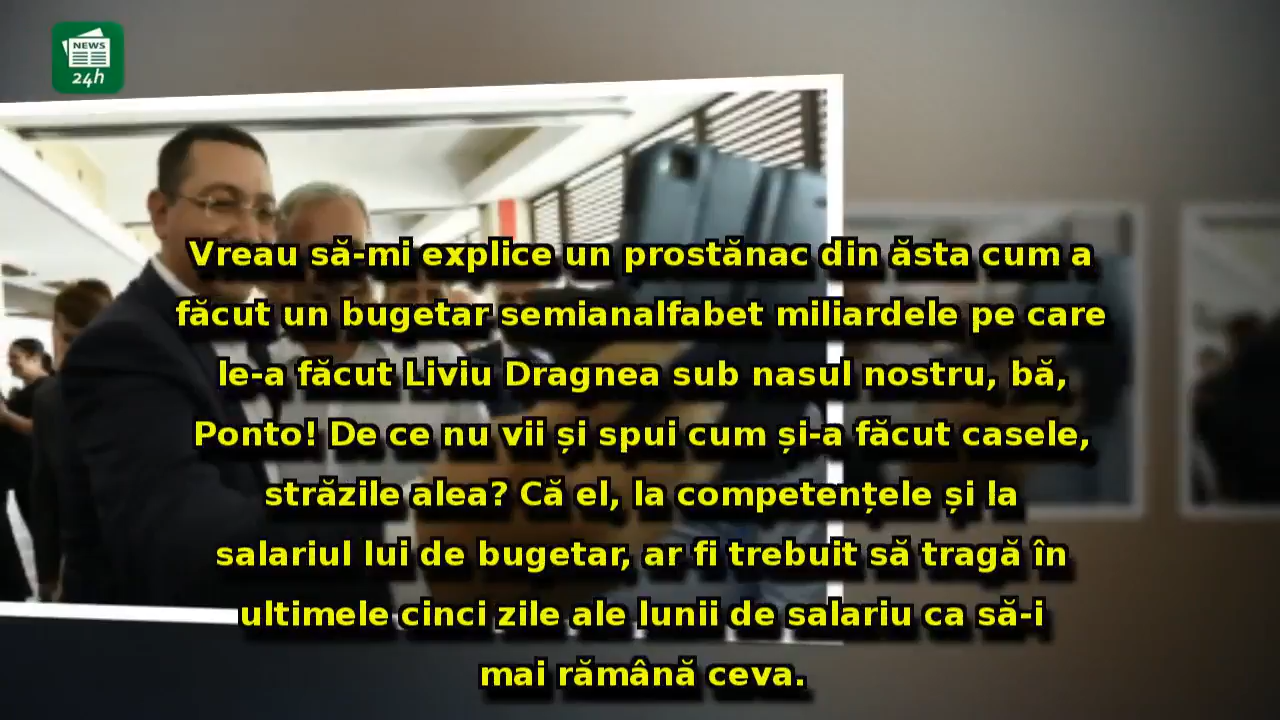 NEWS
24h
Vreau să-mi explice un prostănac din ăsta cum a
făcut un bugetar semianalfabet miliardele pe care
le-a făcut Liviu Dragnea sub nasul nostru, bă,
Ponto! De ce nu vii și spui cum și-a făcut casele,
străzile alea? Că el, la competențele și la
salariul lui de bugetar, ar fi trebuit să tragă în
ultimele cinci zile ale lunii de salariu ca să-i
mai rămână ceva.